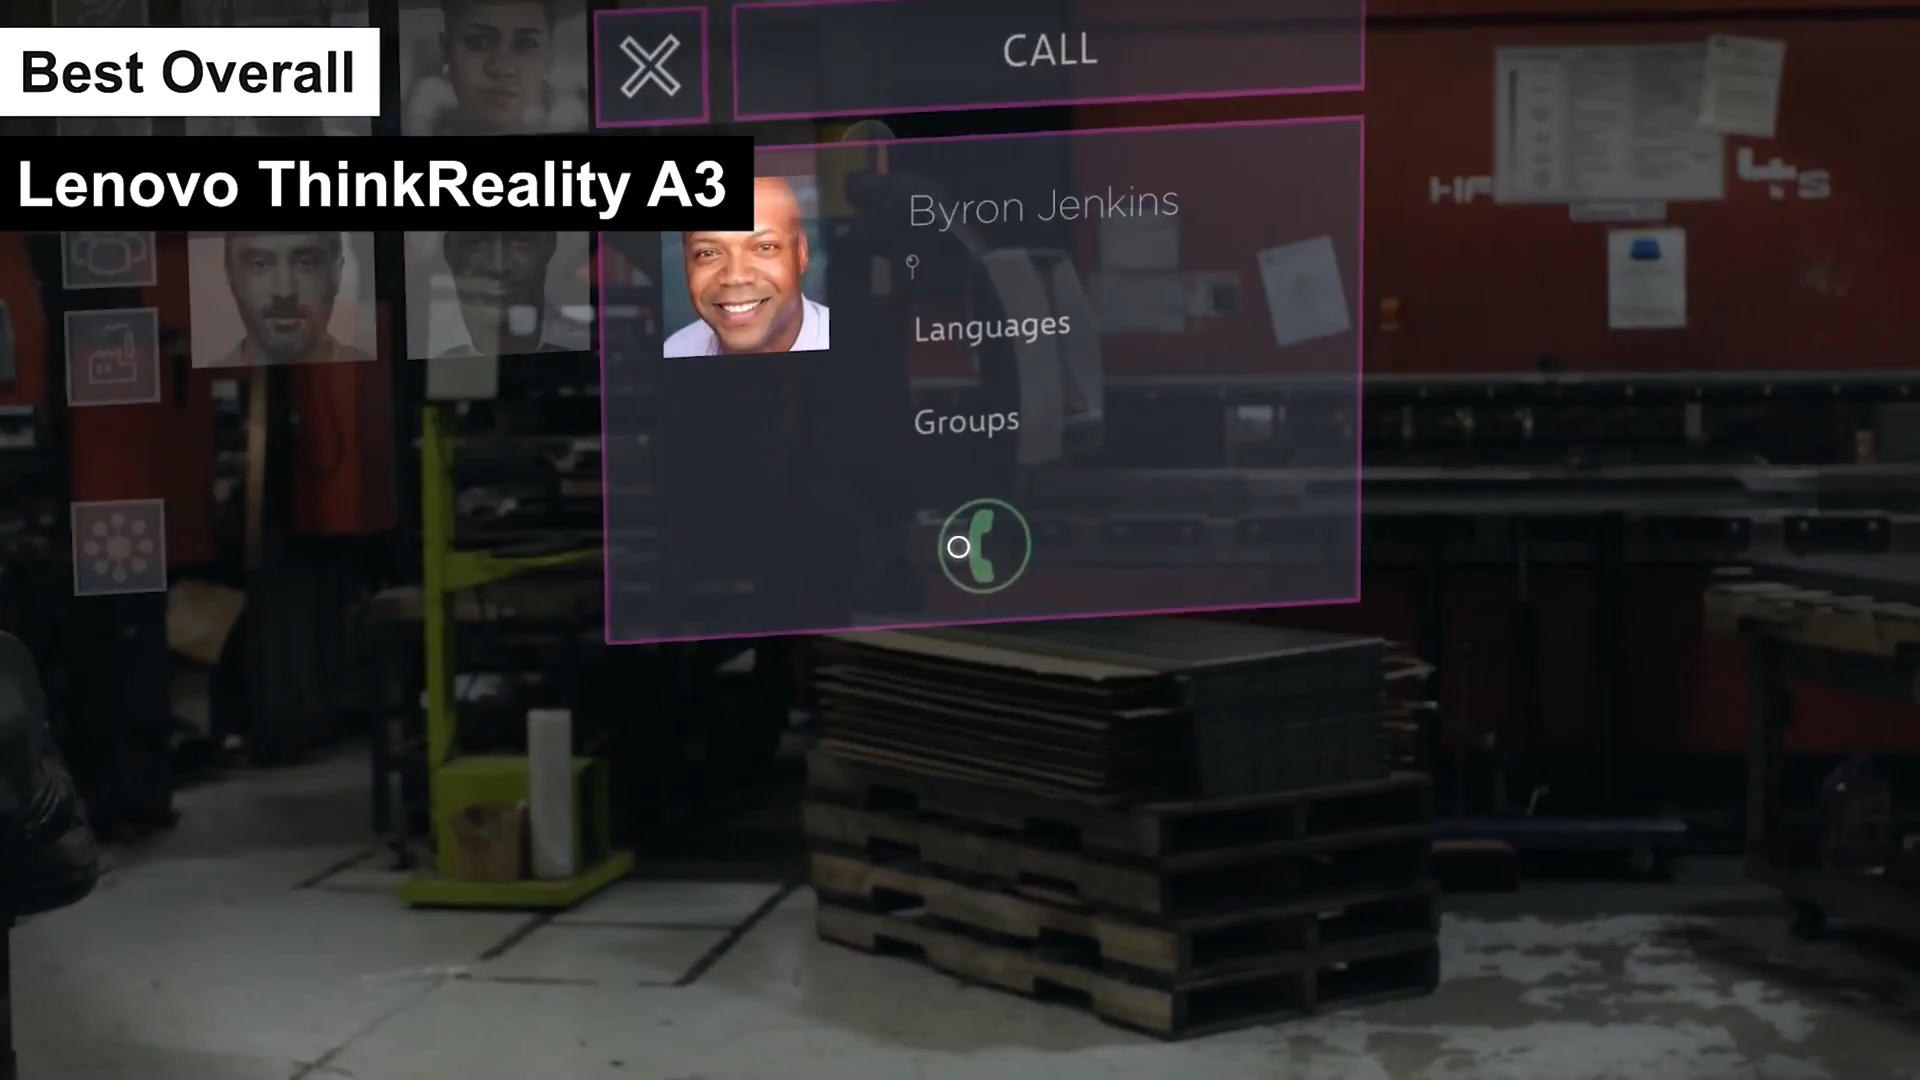 Best Overall
Lenovo ThinkReality A3
CALL
Byron Jenkins
Languages
Groups